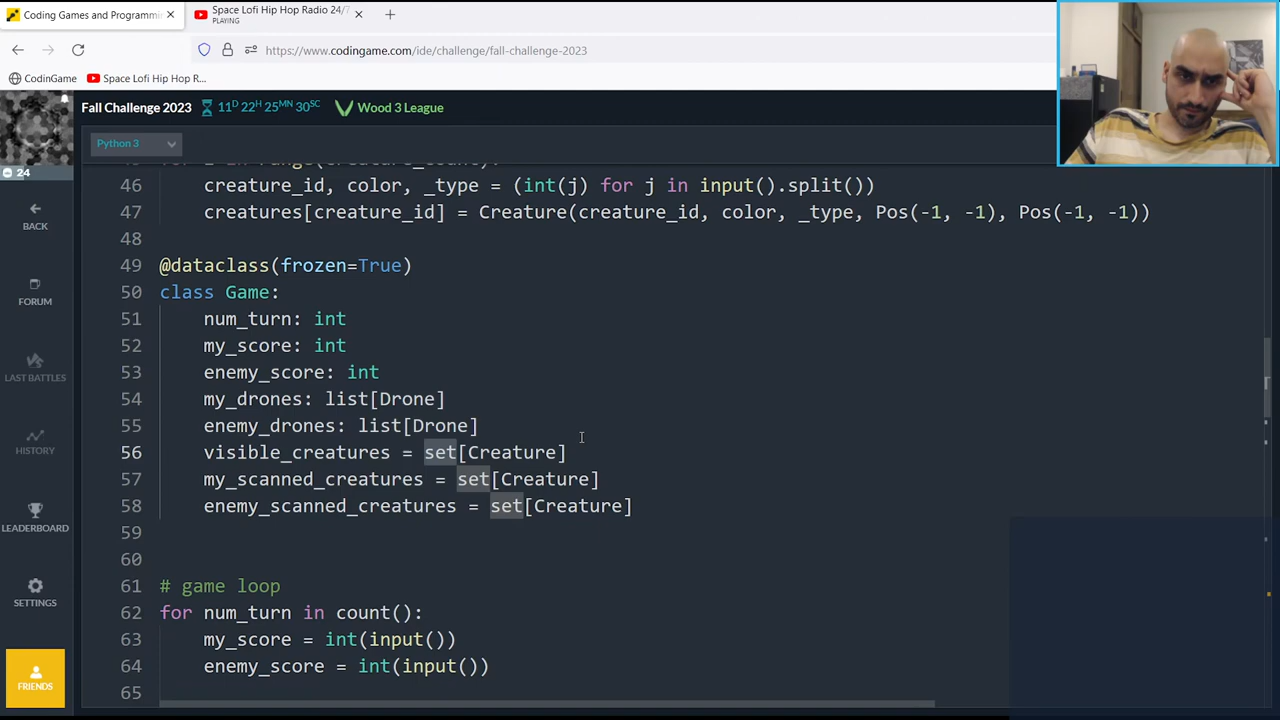 Coding Games and Programmin
Space Lofi Hip Hop Radio 24/7
PLAYING
https://www.codingame.com/ide/challenge/fall-challenge-2023
CodinGame
Space Lofi Hip Hop R...
Fall Challenge 2023
11D 22H 25MN 30SC
Wood 3 League
Python 3
24
BACK
FORUM
LAST BATTLES
HISTORY
LEADERBOARD
SETTINGS
FRIENDS
46 creature_id, color, _type = (int(j) for j in input().split())
47 creatures[creature_id] = Creature(creature_id, color, _type, Pos(-1, -1), Pos(-1, -1))
48
49 @dataclass(frozen=True)
50 class Game:
51 num_turn: int
52 my_score: int
53 enemy_score: int
54 my_drones: list[Drone]
55 enemy_drones: list[Drone]
56 visible_creatures = set[Creature]
57 my_scanned_creatures = set[Creature]
58 enemy_scanned_creatures = set[Creature]
59
60
61 # game loop
62 for num_turn in count():
63 my_score = int(input())
64 enemy_score = int(input())
65